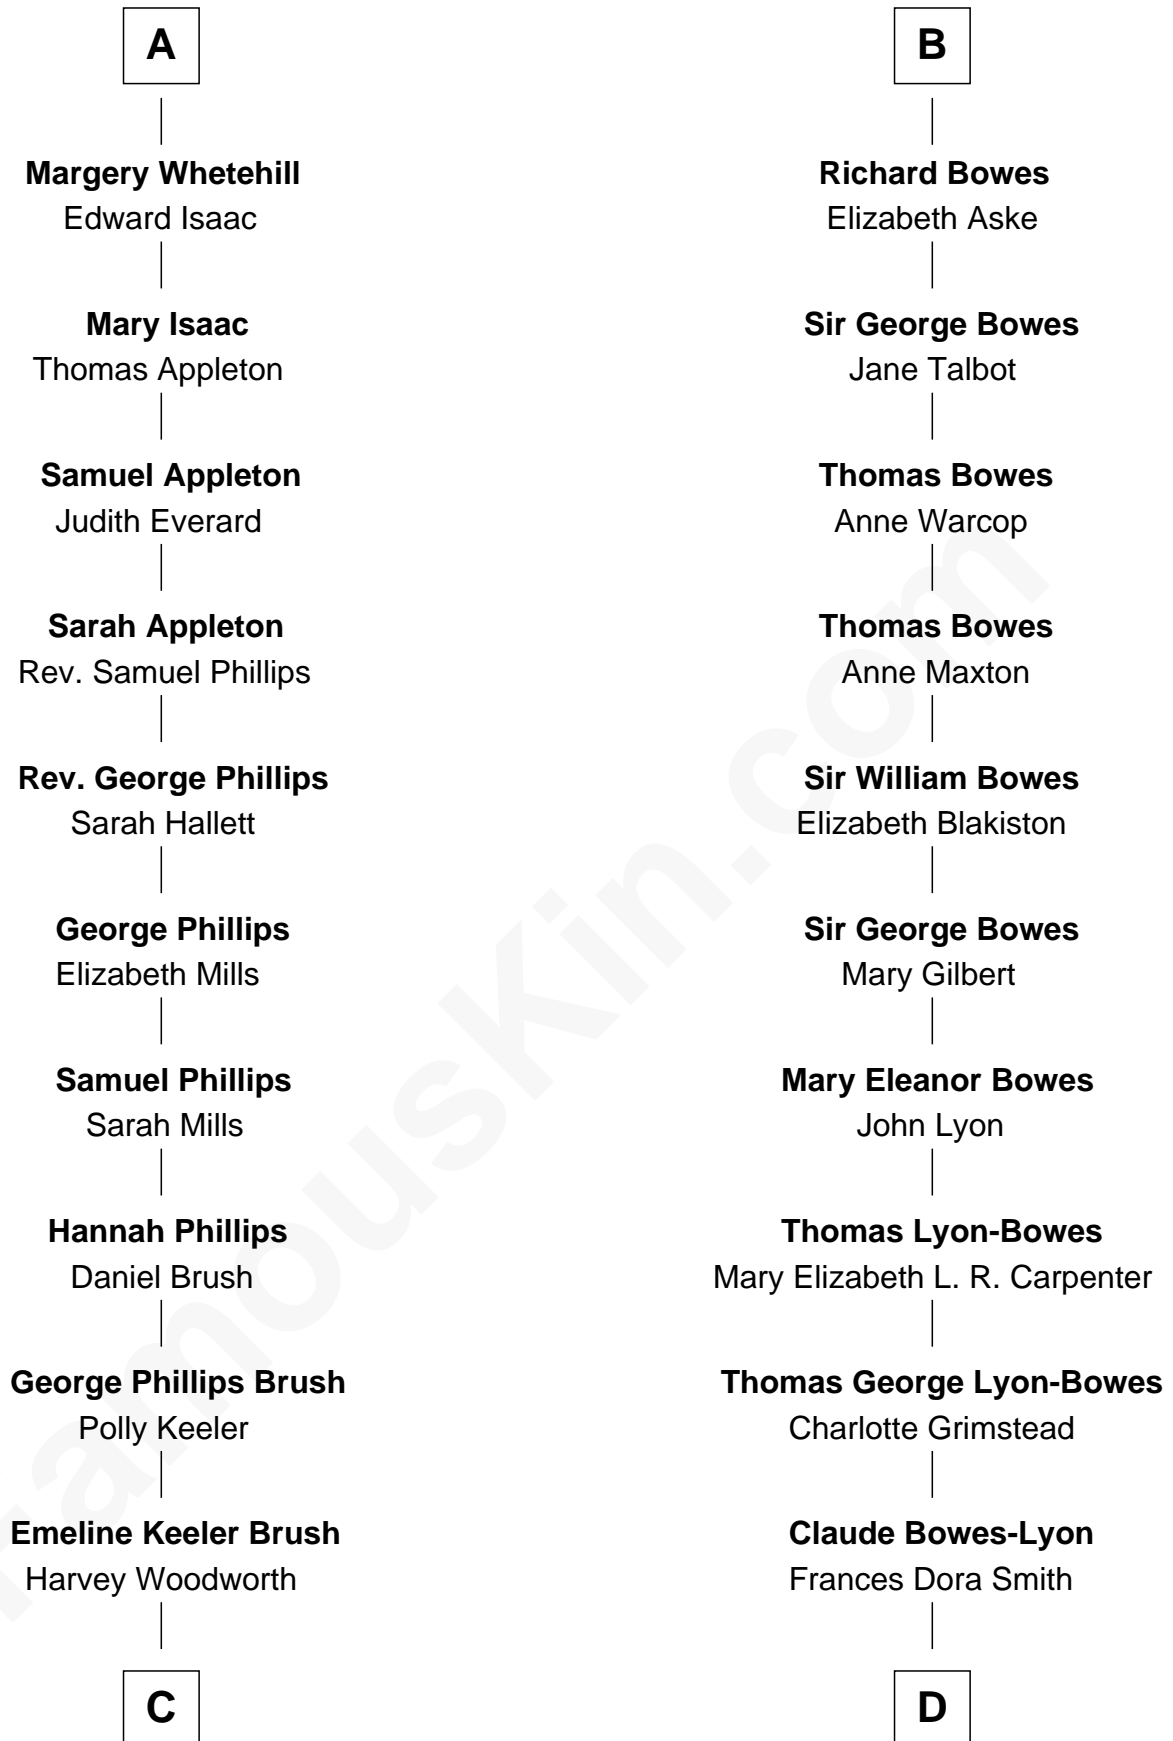 A
Margery Whetehill
Edward Isaac
Mary Isaac
Thomas Appleton
Samuel Appleton
Judith Everard
Sarah Appleton
Rev. Samuel Phillips
Rev. George Phillips
Sarah Hallett
George Phillips
Elizabeth Mills
Samuel Phillips
Sarah Mills
Hannah Phillips
Daniel Brush
George Phillips Brush
Polly Keeler
Emeline Keeler Brush
Harvey Woodworth
C
B
Richard Bowes
Elizabeth Aske
Sir George Bowes
Jane Talbot
Thomas Bowes
Anne Warcop
Thomas Bowes
Anne Maxton
Sir William Bowes
Elizabeth Blakiston
Sir George Bowes
Mary Gilbert
Mary Eleanor Bowes
John Lyon
Thomas Lyon-Bowes
Mary Elizabeth L. R. Carpenter
Thomas George Lyon-Bowes
Charlotte Grimstead
Claude Bowes-Lyon
Frances Dora Smith
D
FamousKin.com